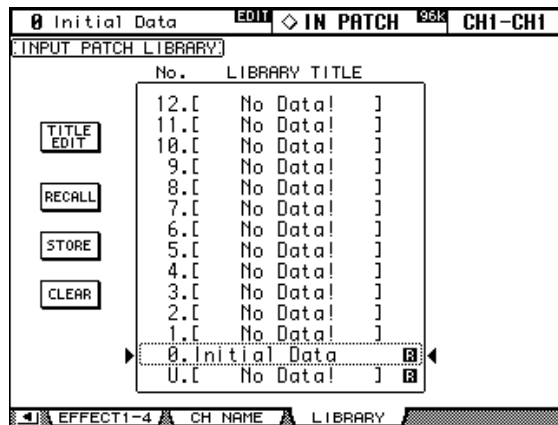 0 Initial Data EDIT ◇ IN PATCH 96k CH1-CH1
INPUT PATCH LIBRARY
No. LIBRARY TITLE
12.[ No Data! ]
11.[ No Data! ]
10.[ No Data! ]
9.[ No Data! ]
8.[ No Data! ]
7.[ No Data! ]
6.[ No Data! ]
5.[ No Data! ]
4.[ No Data! ]
3.[ No Data! ]
2.[ No Data! ]
1.[ No Data! ]
0.Initial Data R
U.[ No Data! ] R
TITLE
EDIT
RECALL
STORE
CLEAR
EFFECT1-4 CH NAME LIBRARY